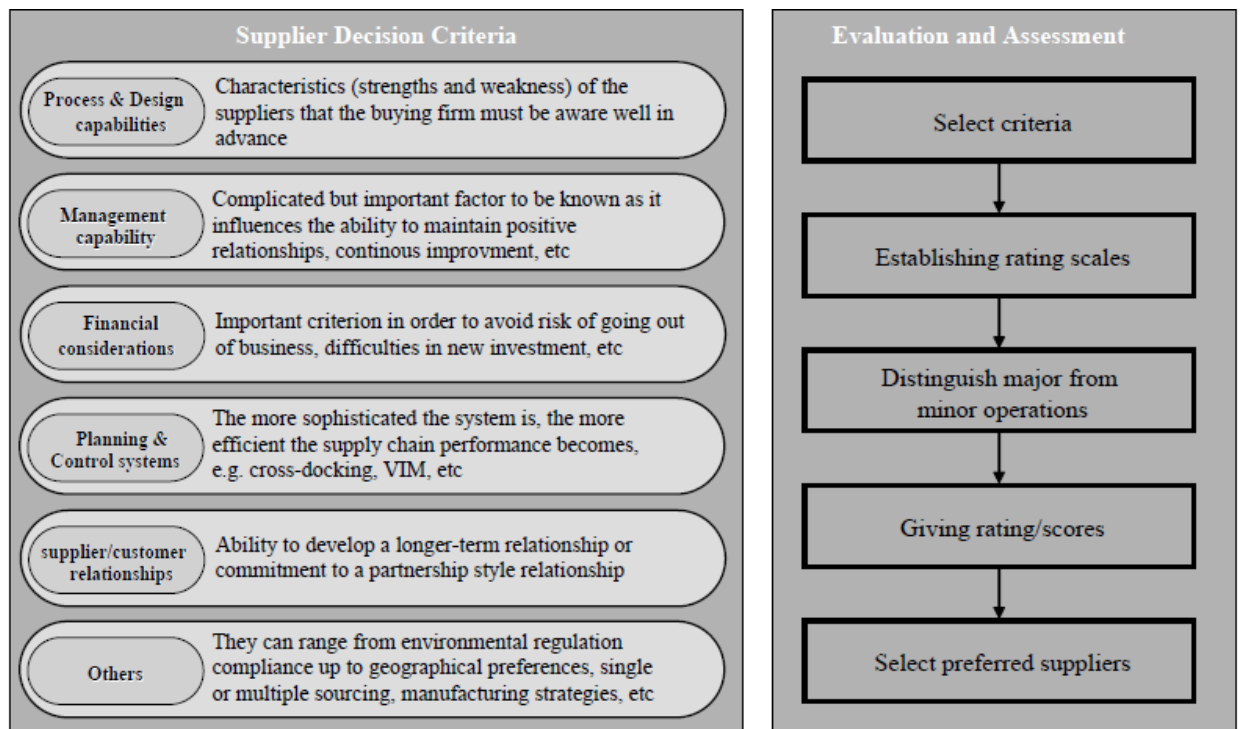 Supplier Decision Criteria
Process & Design
capabilities
Characteristics (strengths and weakness) of the
suppliers that the buying firm must be aware well in
advance
Management
capability
Complicated but important factor to be known as it
influences the ability to maintain positive
relationships, continous improvment, etc
Financial
considerations
Important criterion in order to avoid risk of going out
of business, difficulties in new investment, etc
Planning &
Control systems
The more sophisticated the system is, the more
efficient the supply chain performance becomes,
e.g. cross-docking, VIM, etc
supplier/customer
relationships
Ability to develop a longer-term relationship or
commitment to a partnership style relationship
Others
They can range from environmental regulation
compliance up to geographical preferences, single
or multiple sourcing, manufacturing strategies, etc
Evaluation and Assessment
Select criteria
Establishing rating scales
Distinguish major from
minor operations
Giving rating/scores
Select preferred suppliers